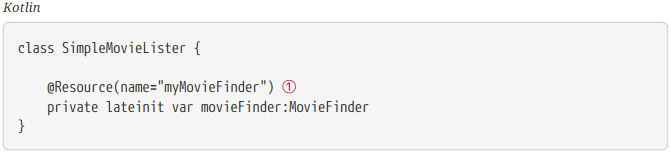 Kotlin
class SimpleMovieLister {
    @Resource(name="myMovieFinder") ①
    private lateinit var movieFinder:MovieFinder
}